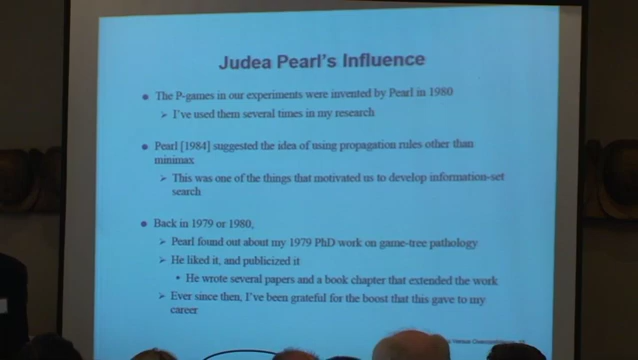 Judea Pearl's Influence
● The P-games in our experiments were invented by Pearl in 1980
➢ I've used them several times in my research
● Pearl [1984] suggested the idea of using propagation rules other than
minimax
➢ This was one of the things that motivated us to develop information-set
search
● Back in 1979 or 1980,
➢ Pearl found out about my 1979 PhD work on game-tree pathology
➢ He liked it, and publicized it
• He wrote several papers and a book chapter that extended the work
➢ Ever since then, I've been grateful for the boost that this gave to my
career